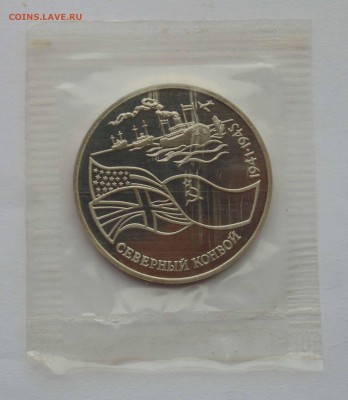 COINS.LAVE.RU
1941-1945
СЕВЕРНЫЙ КОНВОЙ